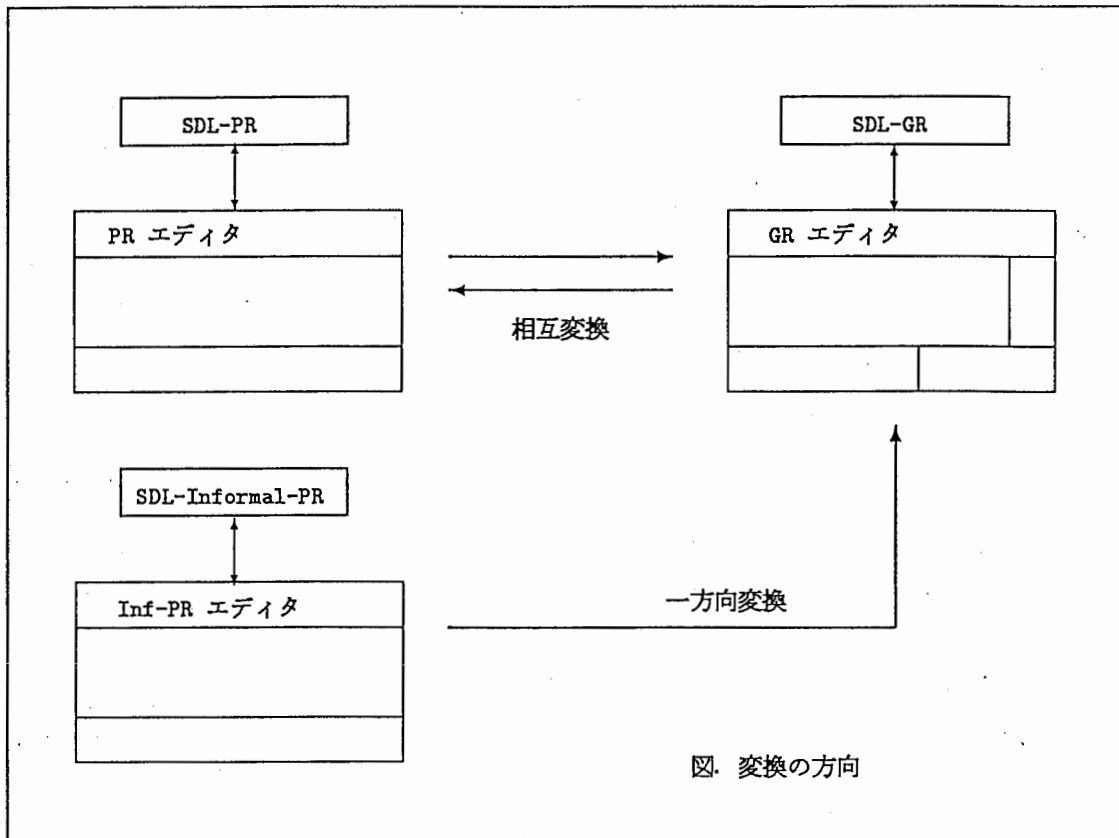 SDL-PR
SDL-GR
PR エディタ
GR エディタ
相互変換
SDL-Informal-PR
Inf-PR エディタ
一方向変換
図. 変換の方向